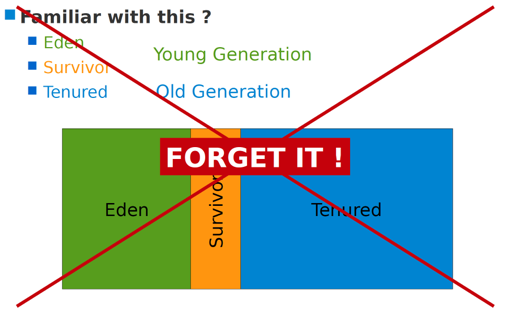 Familiar with this ?
Eden
Young Generation
Survivor
Tenured
Old Generation
FORGET IT !
Eden
Survivor
Tenured